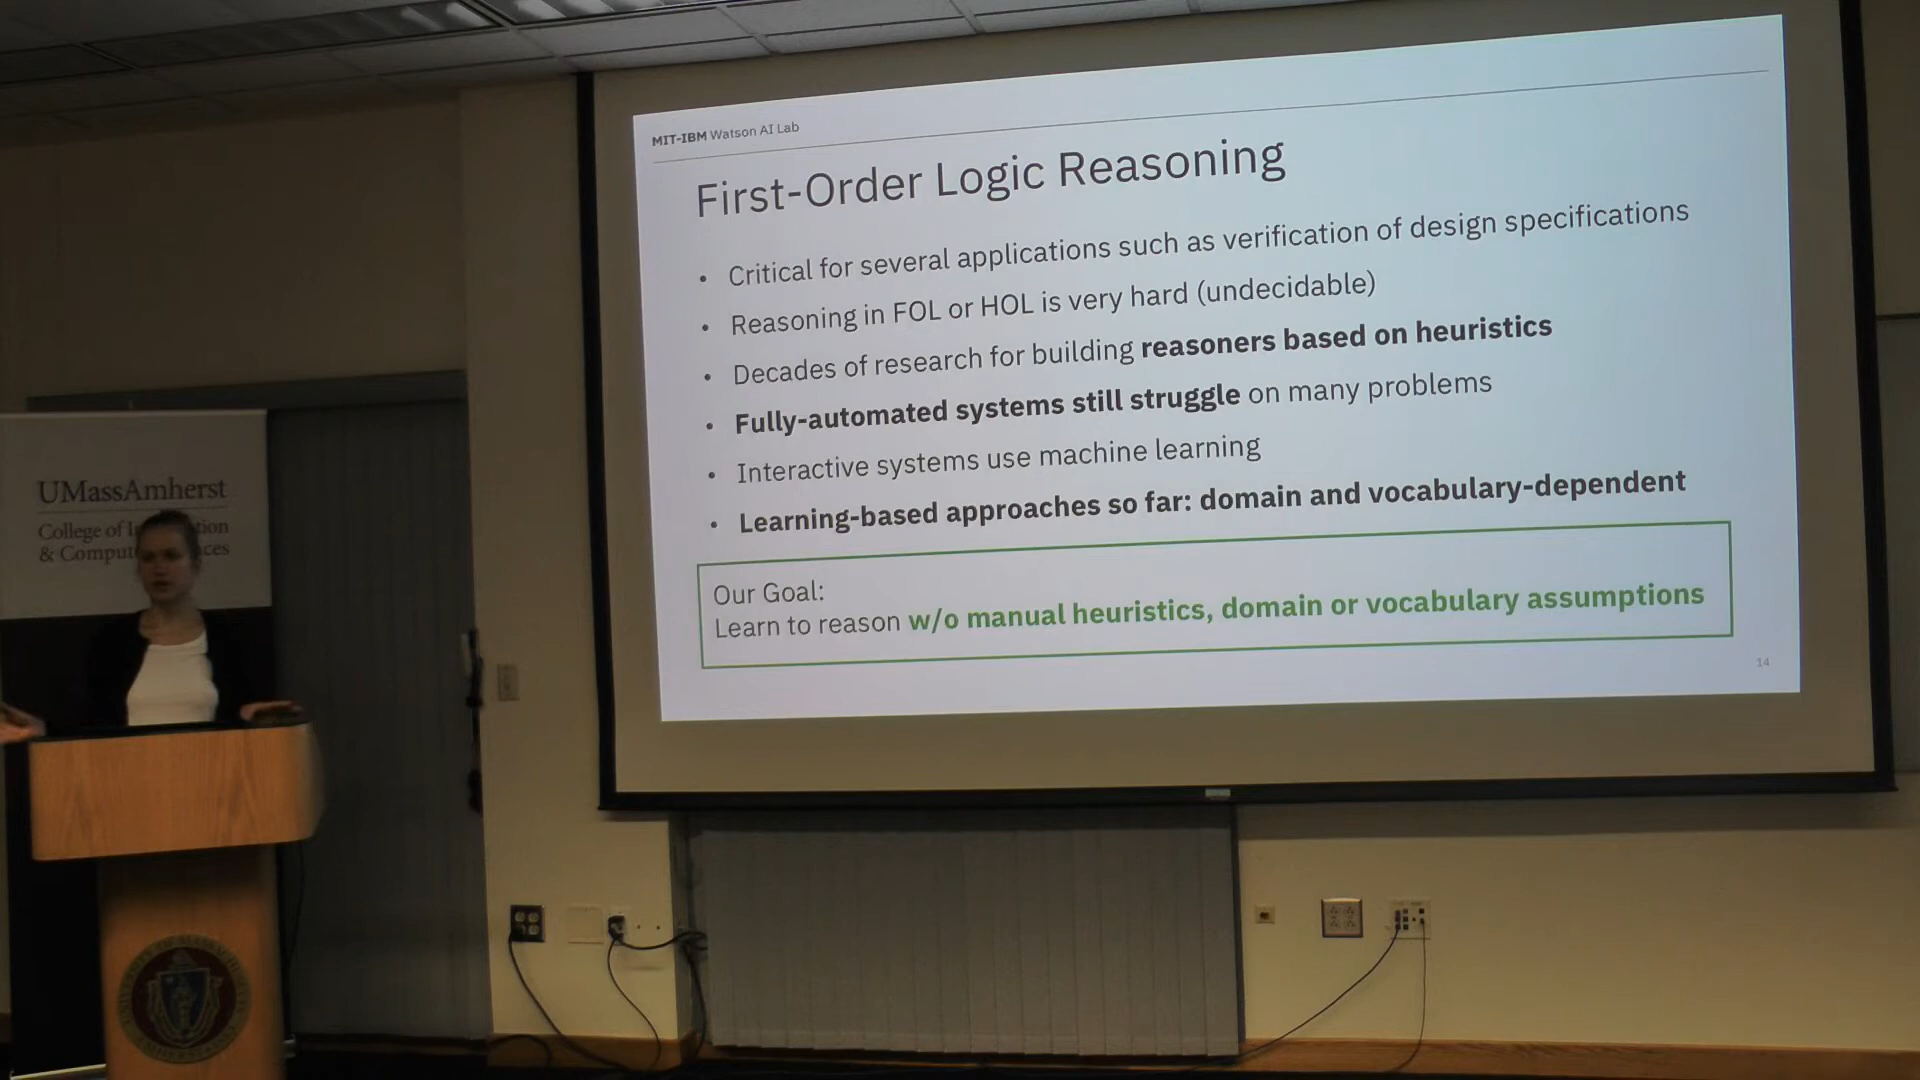 MIT-IBM Watson AI Lab
First-Order Logic Reasoning
• Critical for several applications such as verification of design specifications
• Reasoning in FOL or HOL is very hard (undecidable)
• Decades of research for building reasoners based on heuristics
• Fully-automated systems still struggle on many problems
• Interactive systems use machine learning
• Learning-based approaches so far: domain and vocabulary-dependent
Our Goal:
Learn to reason w/o manual heuristics, domain or vocabulary assumptions
14
UMassAmherst
College of
&